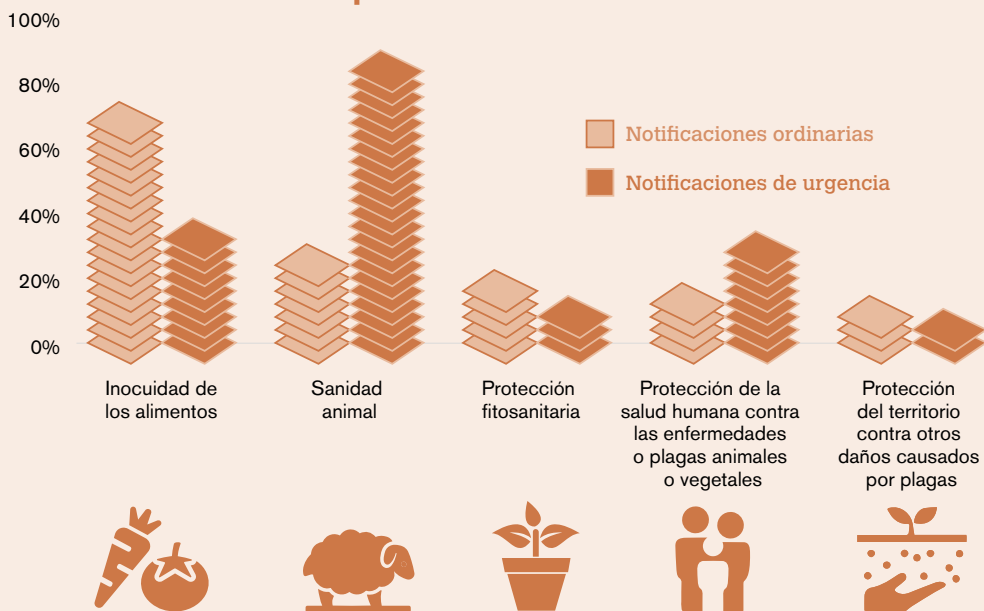 100%
80%
60%
40%
20%
0%
Notificaciones ordinarias
Notificaciones de urgencia
Inocuidad de
los alimentos
Sanidad
animal
Protección
fitosanitaria
Protección de la
salud humana contra
las enfermedades
o plagas animales
o vegetales
Protección
del territorio
contra otros
daños causados
por plagas